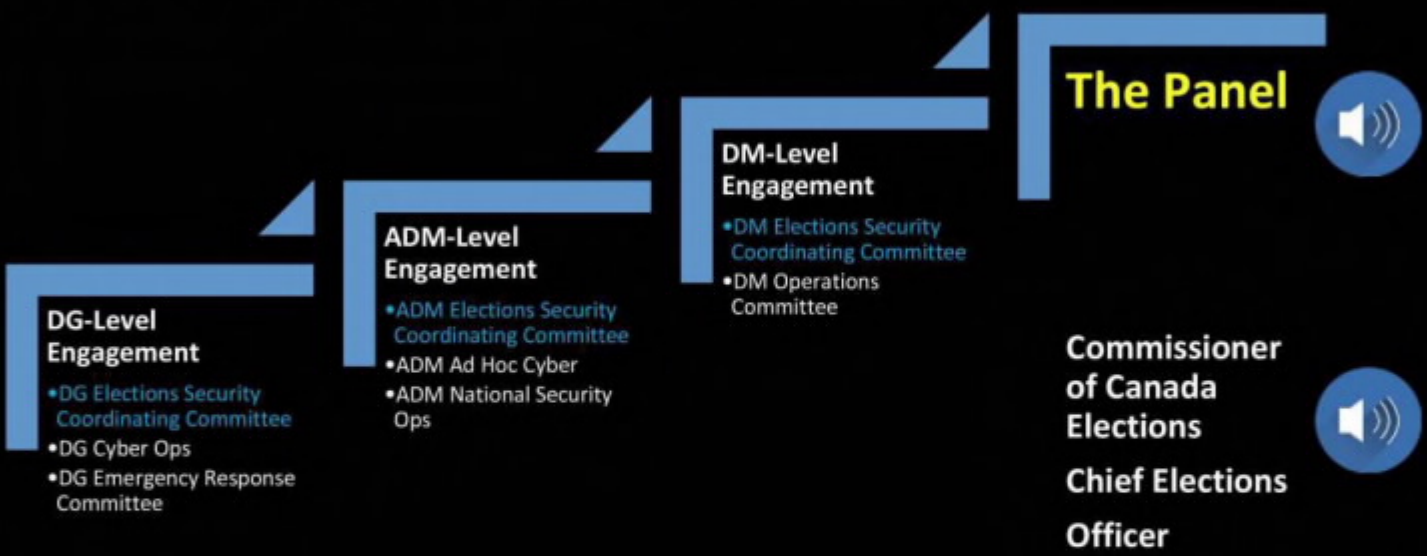 DG-Level
Engagement
•DG Elections Security
Coordinating Committee
•DG Cyber Ops
•DG Emergency Response
Committee
ADM-Level
Engagement
•ADM Elections Security
Coordinating Committee
•ADM Ad Hoc Cyber
•ADM National Security
Ops
DM-Level
Engagement
•DM Elections Security
Coordinating Committee
•DM Operations
Committee
The Panel
Commissioner
of Canada
Elections
Chief Elections
Officer